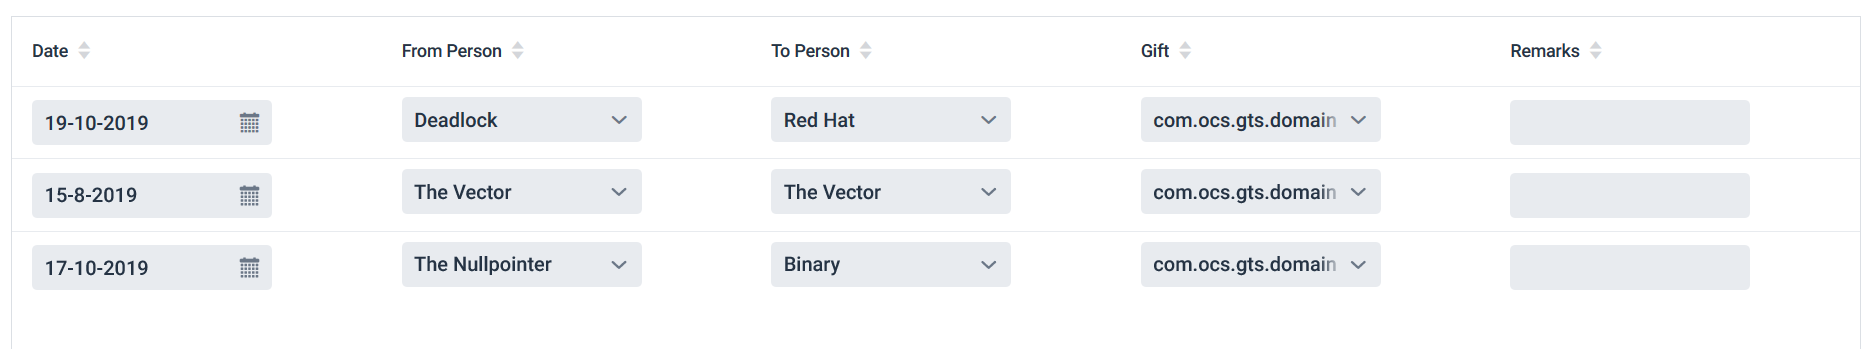 Date From Person To Person Gift Remarks
19-10-2019 Deadlock Red Hat com.ocs.gts.domain
15-8-2019 The Vector The Vector com.ocs.gts.domain
17-10-2019 The Nullpointer Binary com.ocs.gts.domain